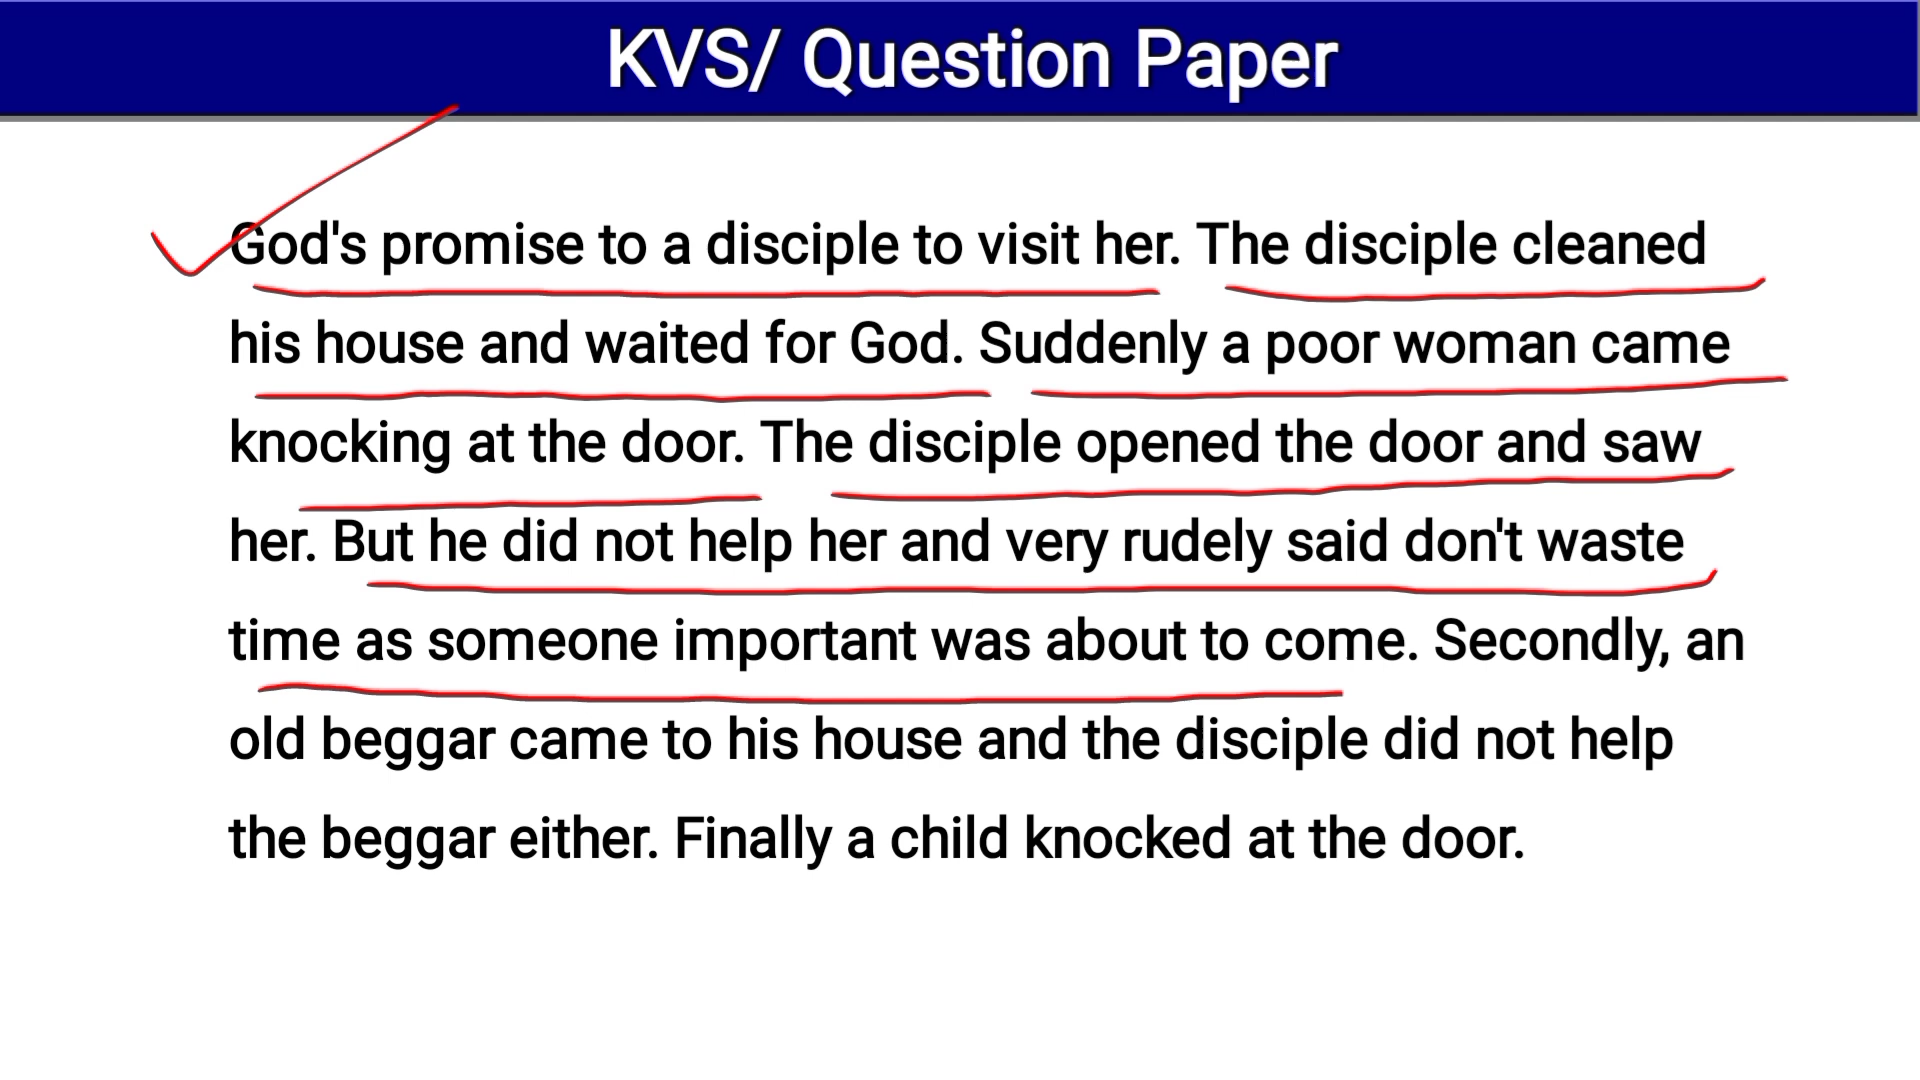 KVS/ Question Paper
God's promise to a disciple to visit her. The disciple cleaned
his house and waited for God. Suddenly a poor woman came
knocking at the door. The disciple opened the door and saw
her. But he did not help her and very rudely said don't waste
time as someone important was about to come. Secondly, an
old beggar came to his house and the disciple did not help
the beggar either. Finally a child knocked at the door.